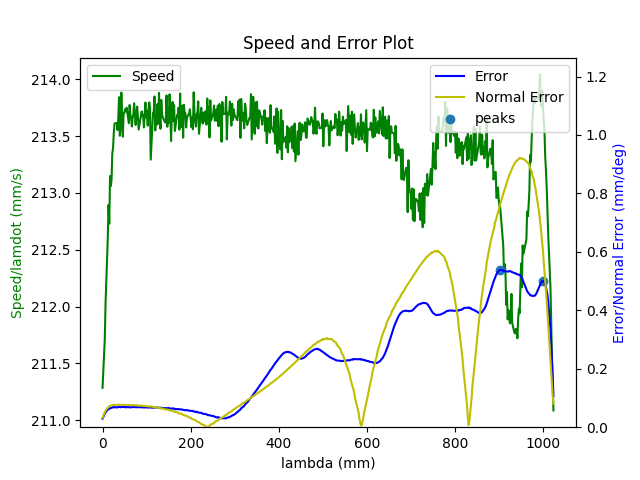 Speed and Error Plot
Speed
Error
Normal Error
peaks
Speed/lamdot (mm/s)
214.0
213.5
213.0
212.5
212.0
211.5
211.0
1.2
1.0
0.8
0.6
0.4
0.2
0.0
Error/Normal Error (mm/deg)
0 200 400 600 800 1000
lambda (mm)